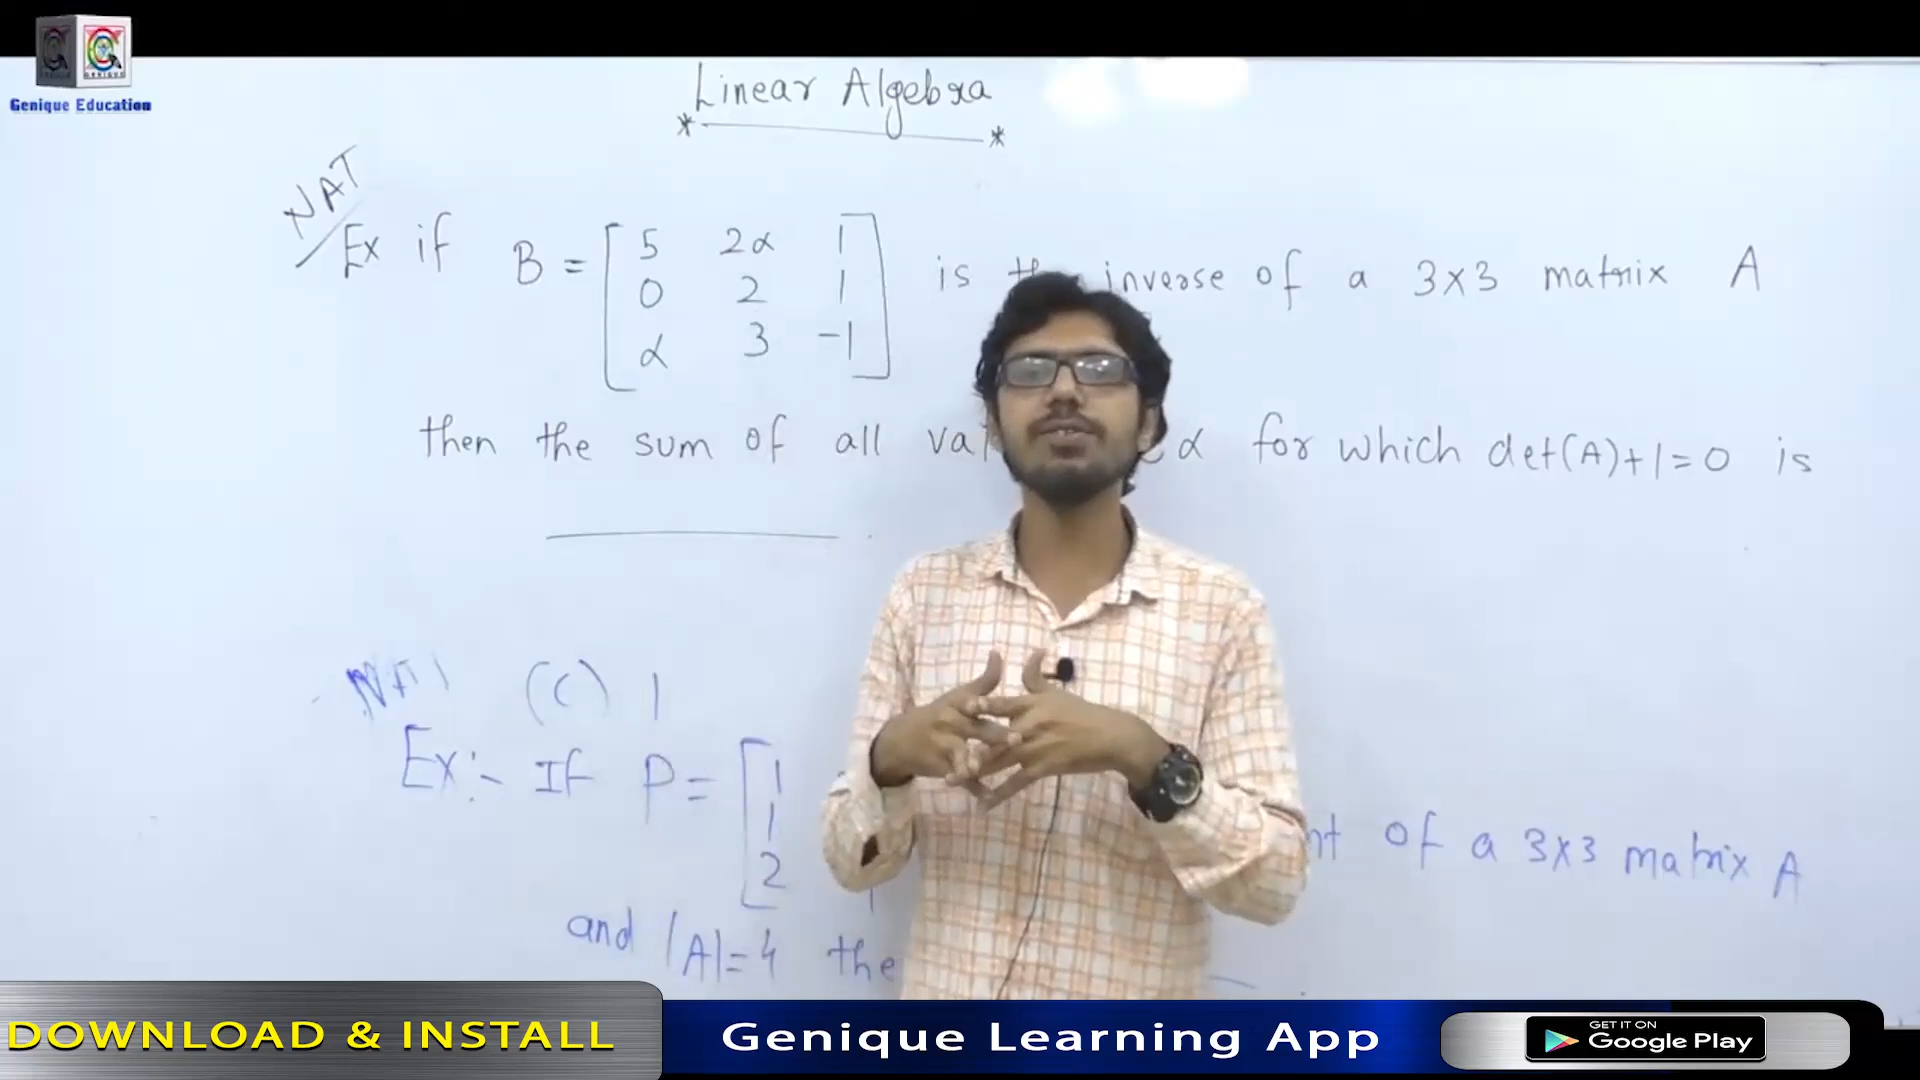 GENIQUE
Genique Education
Linear Algebra
* *
NAT
Ex if B = [ 5 2α 1
0 2 1
α 3 -1 ] is inverse of a 3x3 matrix A
then the sum of all α for which det(A)+1=0 is
NAT (C) 1
Ex:- If P = [ 1
1
2 of a 3x3 matrix A
and |A|=4 the
DOWNLOAD & INSTALL
Genique Learning App
GET IT ON
Google Play